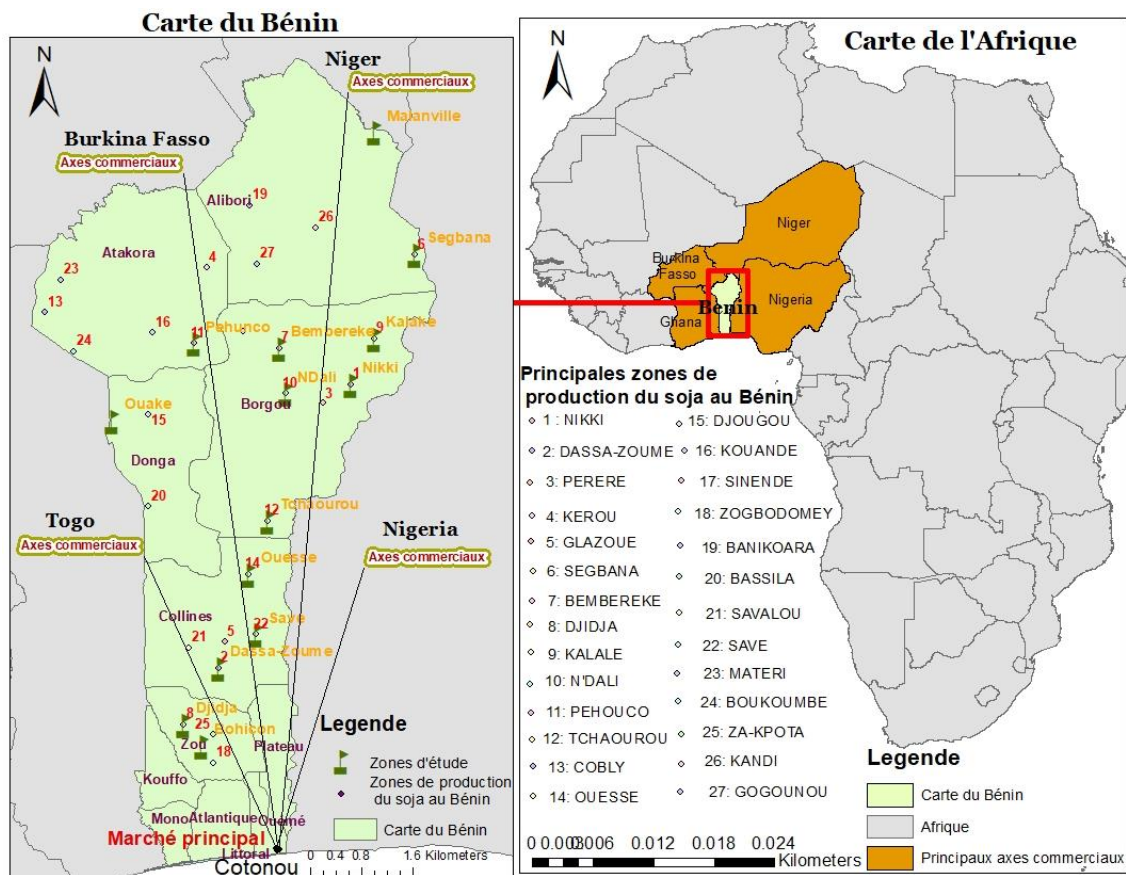 Carte du Bénin
N
Niger
Axes commerciaux
Malanville
Burkina Fasso
Axes commerciaux
19
Alibori
26
Segbana
6
Atakora
4
27
23
13
16
Pehunco
11
Bembereke
7
Kalake
9
24
Nikki
1
NDali
10
3
Borgou
Ouake
15
Donga
20
Tchaourou
12
Togo
Axes commerciaux
Nigeria
Axes commerciaux
Ouesse
14
Collines
Save
22
21
5
Dassa-Zoume
2
Djidja
8
25
Bohicon
Zou
18
Plateau
Kouffo
Mono
Atlantique
Ouemé
Marché principal
Littoral
Cotonou
Legende
Zones d'étude
Zones de production
du soja au Bénin
Carte du Bénin
0 0.4 0.8 1.6 Kilometers
Carte de l'Afrique
N
Niger
Burkina
Fasso
Nigeria
Benin
Ghana
Principales zones de
production du soja au Bénin
1 : NIKKI
2: DASSA-ZOUME
3: PERERE
4: KEROU
5: GLAZOUE
6: SEGBANA
7: BEMBEREKE
8: DJIDJA
9: KALALE
10: N'DALI
11: PEHOUCO
12: TCHAOUROU
13: COBLY
14: OUESSE
15: DJOUGOU
16: KOUANDE
17: SINENDE
18: ZOGBODOMEY
19: BANIKOARA
20: BASSILA
21: SAVALOU
22: SAVE
23: MATERI
24: BOUKOUMBE
25: ZA-KPOTA
26: KANDI
27: GOGOUNOU
Legende
Carte du Bénin
Afrique
Principaux axes commerciaux
0 0.003 0.006 0.012 0.018 0.024
Kilometers